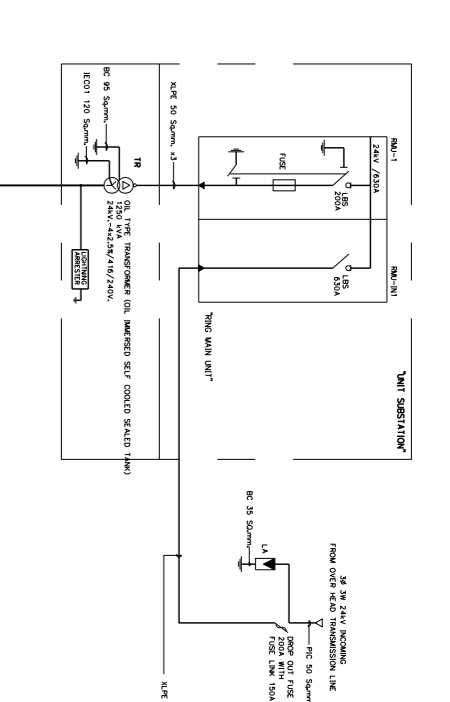 "UNIT SUBSTATION"
3Ø 3W 24kV INCOMING
FROM OVER HEAD TRANSMISSION LINE
PIC 50 Sq.mm
LA
BC 35 SQ.mm.
DROP OUT FUSE
200A WITH
FUSE LINK 150A
XLPE
RMU-1
RMU-IN1
24kV /630A
LBS
200A
LBS
630A
FUSE
"RING MAIN UNIT"
XLPE 50 Sq.mm. x3
TR
BC 95 Sq.mm.
IEC01 120 Sq.mm.
OIL TYPE TRANSFORMER (OIL IMMERSED SELF COOLED SEALED TANK)
1250 kVA
24kV,-4x2.5%/416/240V.
LIGHTNING
ARRESTER